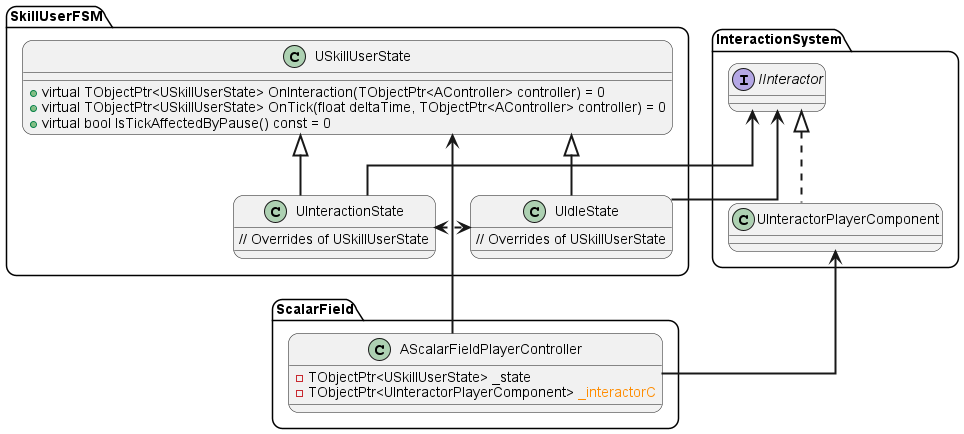 SkillUserFSM
C USkillUserState
virtual TObjectPtr<USkillUserState> OnInteraction(TObjectPtr<AController> controller) = 0
virtual TObjectPtr<USkillUserState> OnTick(float deltaTime, TObjectPtr<AController> controller) = 0
virtual bool IsTickAffectedByPause() const = 0
C UInteractionState
// Overrides of USkillUserState
C UIdleState
// Overrides of USkillUserState
InteractionSystem
I IInteractor
C UInteractorPlayerComponent
ScalarField
C AScalarFieldPlayerController
TObjectPtr<USkillUserState> _state
TObjectPtr<UInteractorPlayerComponent> _interactorC